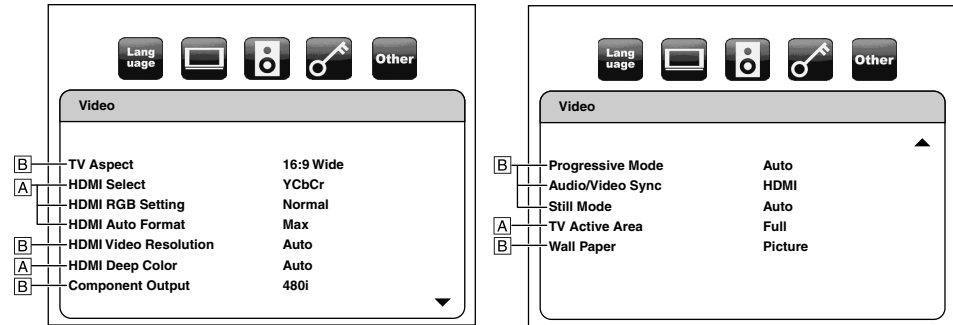 Lang
uage
Other
Video
B TV Aspect 16:9 Wide
A HDMI Select YCbCr
HDMI RGB Setting Normal
HDMI Auto Format Max
B HDMI Video Resolution Auto
A HDMI Deep Color Auto
B Component Output 480i
Lang
uage
Other
Video
B Progressive Mode Auto
Audio/Video Sync HDMI
Still Mode Auto
A TV Active Area Full
B Wall Paper Picture